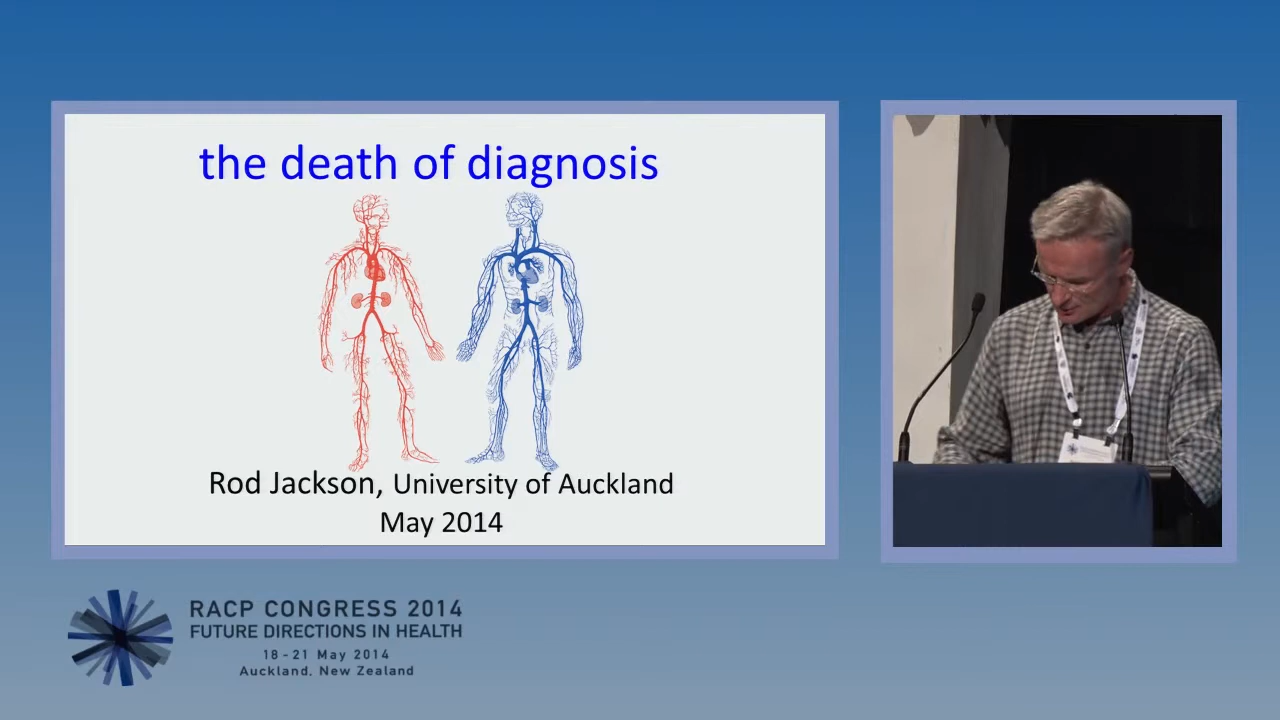 the death of diagnosis
Rod Jackson, University of Auckland
May 2014
RACP CONGRESS 2014
FUTURE DIRECTIONS IN HEALTH
18 - 21 May 2014
Auckland, New Zealand